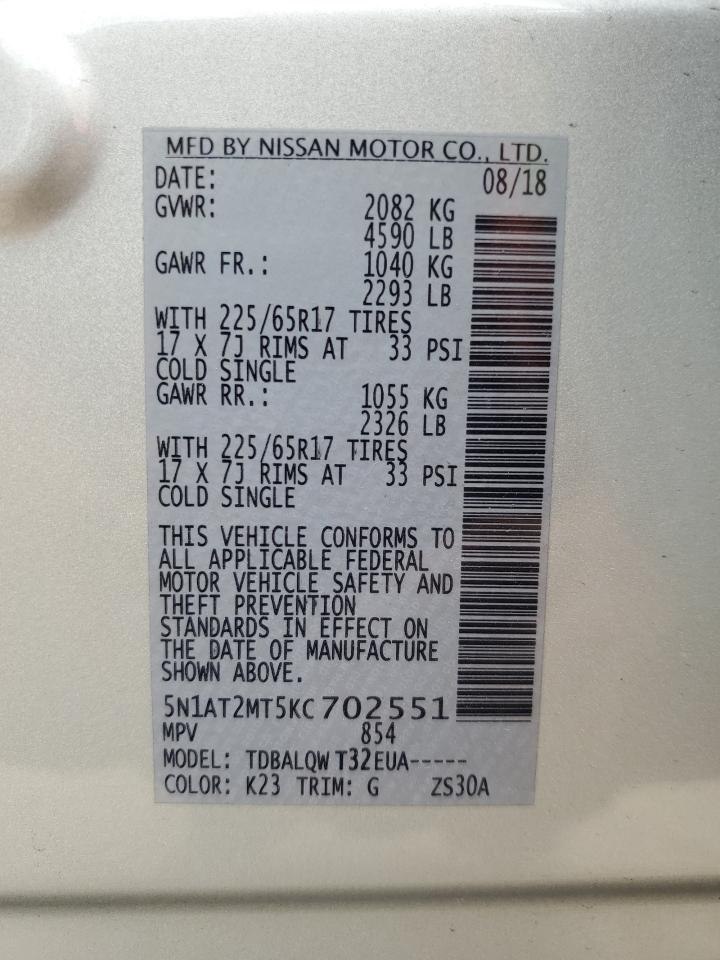 MFD BY NISSAN MOTOR CO., LTD.
DATE: 08/18
GVWR: 2082 KG
4590 LB
GAWR FR.: 1040 KG
2293 LB
WITH 225/65R17 TIRES
17 X 7J RIMS AT 33 PSI
COLD SINGLE
GAWR RR.: 1055 KG
2326 LB
WITH 225/65R17 TIRES
17 X 7J RIMS AT 33 PSI
COLD SINGLE
THIS VEHICLE CONFORMS TO
ALL APPLICABLE FEDERAL
MOTOR VEHICLE SAFETY AND
THEFT PREVENTION
STANDARDS IN EFFECT ON
THE DATE OF MANUFACTURE
SHOWN ABOVE.
5N1AT2MT5KC702551
MPV 854
MODEL: TDBALQWT32EUA-----
COLOR: K23 TRIM: G ZS30A